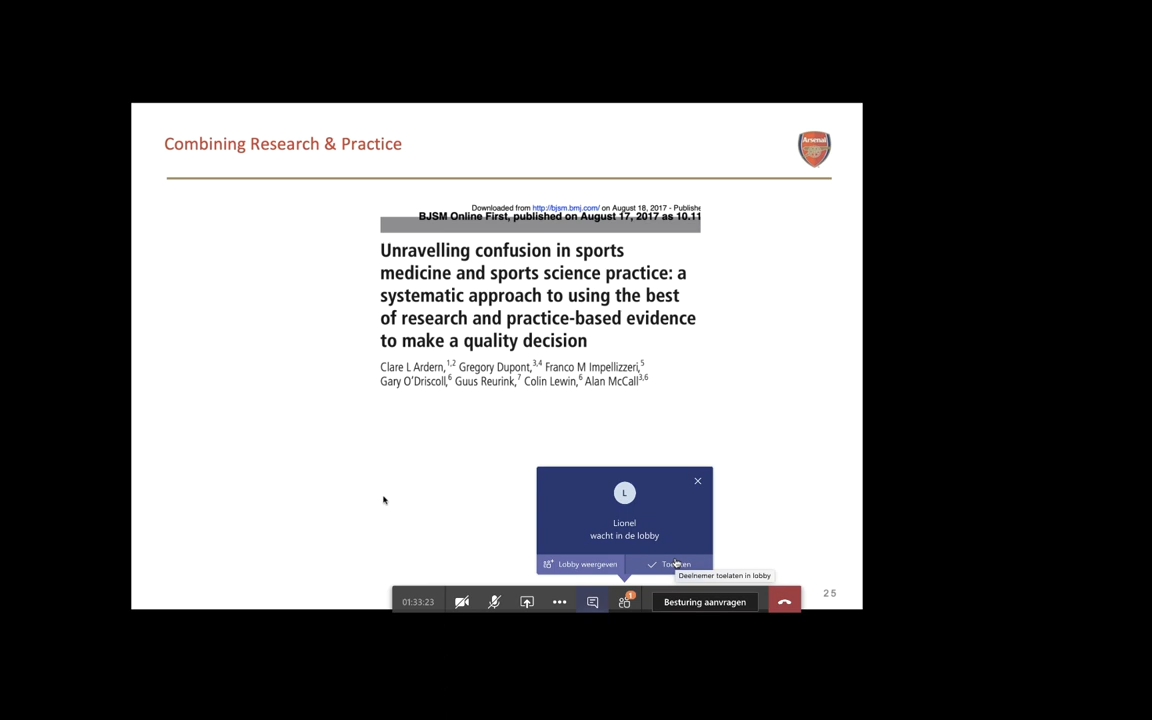 Combining Research & Practice
Arsenal
Downloaded from http://bjsm.bmj.com/ on August 18, 2017 - Publishe
BJSM Online First, published on August 17, 2017 as 10.11
Unravelling confusion in sports
medicine and sports science practice: a
systematic approach to using the best
of research and practice-based evidence
to make a quality decision
Clare L Ardern,1,2 Gregory Dupont,3,4 Franco M Impellizzeri,5
Gary O'Driscoll,6 Guus Reurink,7 Colin Lewin,6 Alan McCall3,6
L
Lionel
wacht in de lobby
Lobby weergeven
Deelnemer toelaten in lobby
01:33:23
1
Besturing aanvragen
25